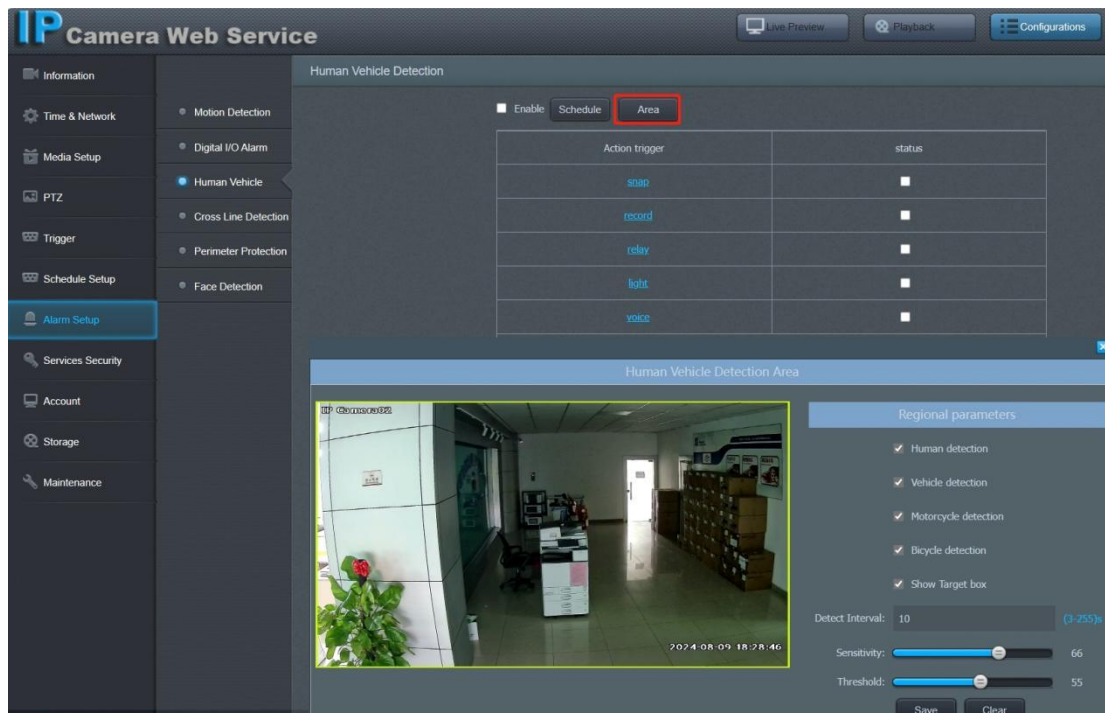 IP Camera Web Service
Live Preview
Playback
Configurations
Information
Time & Network
Media Setup
PTZ
Trigger
Schedule Setup
Alarm Setup
Services Security
Account
Storage
Maintenance
Motion Detection
Digital I/O Alarm
Human Vehicle
Cross Line Detection
Perimeter Protection
Face Detection
Human Vehicle Detection
Enable Schedule Area
Action trigger status
snap
record
relay
light
voice
Human Vehicle Detection Area
IP Camera02
2024-08-09 18:28:46
Regional parameters
Human detection
Vehicle detection
Motorcycle detection
Bicycle detection
Show Target box
Detect Interval: 10 (3-255)s
Sensitivity: 66
Threshold: 55
Save Clear